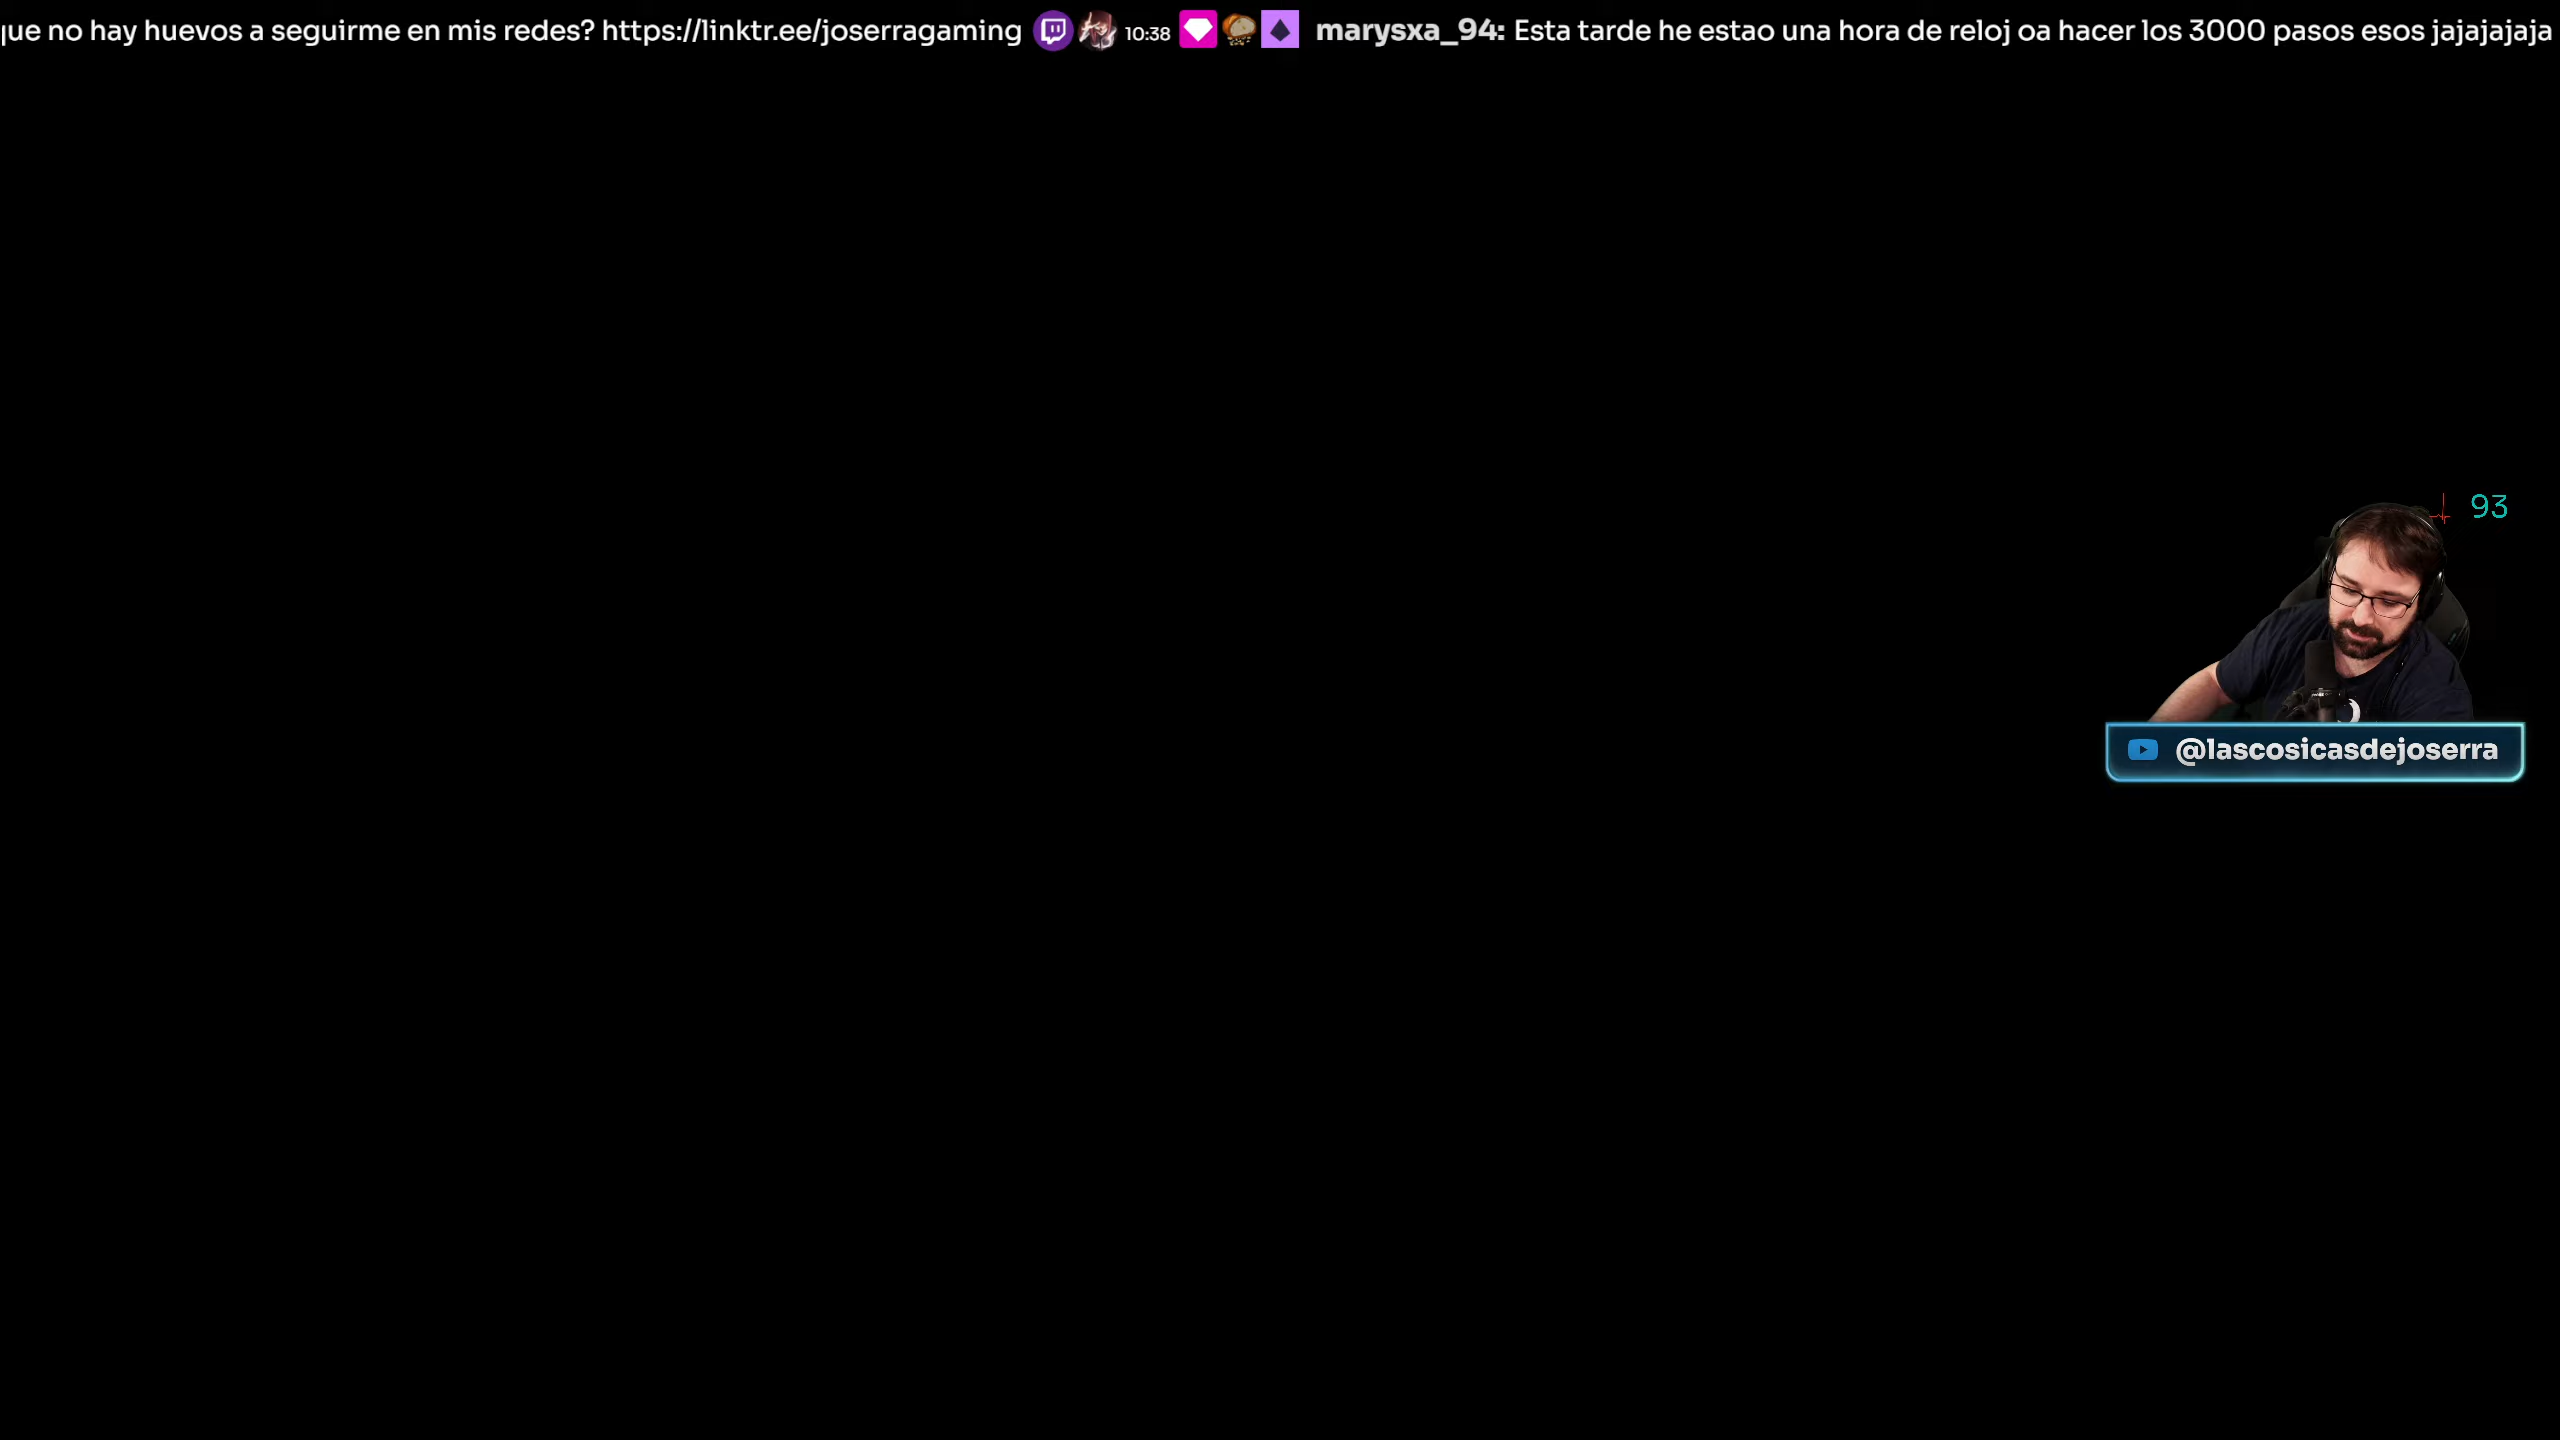 que no hay huevos a seguirme en mis redes? https://linktr.ee/joserragaming 10:38 marysxa_94: Esta tarde he estao una hora de reloj oa hacer los 3000 pasos esos jajajajaja
93
@lascosicasdejoserra